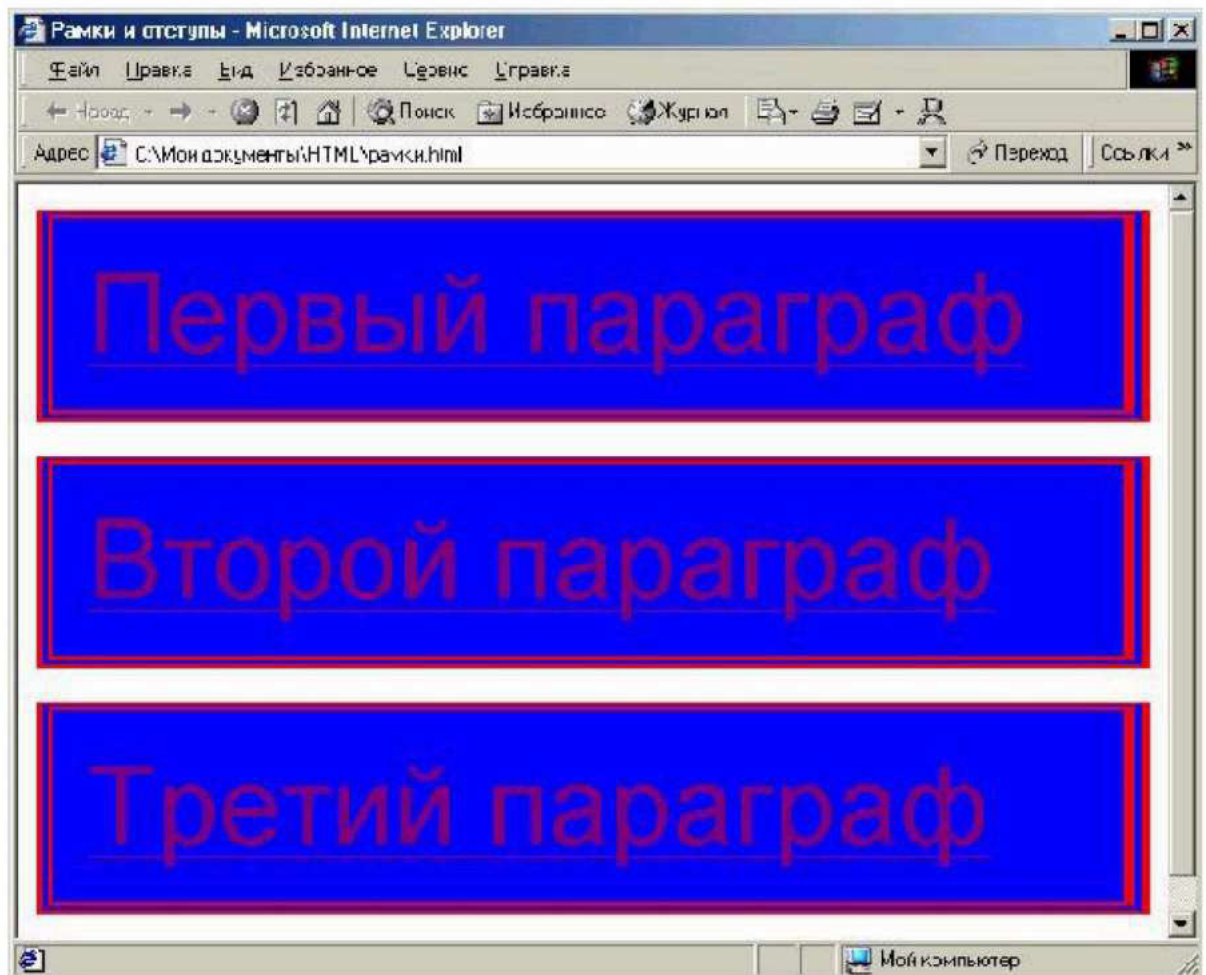 Рамки и отступы - Microsoft Internet Explorer
Файл Правка Вид Избранное Сервис Справка
Назад Поиск Избранное Журнал
Адрес C:\Мои документы\HTML\рамки.html Переход Ссылки »
Первый параграф
Второй параграф
Третий параграф
Мой компьютер